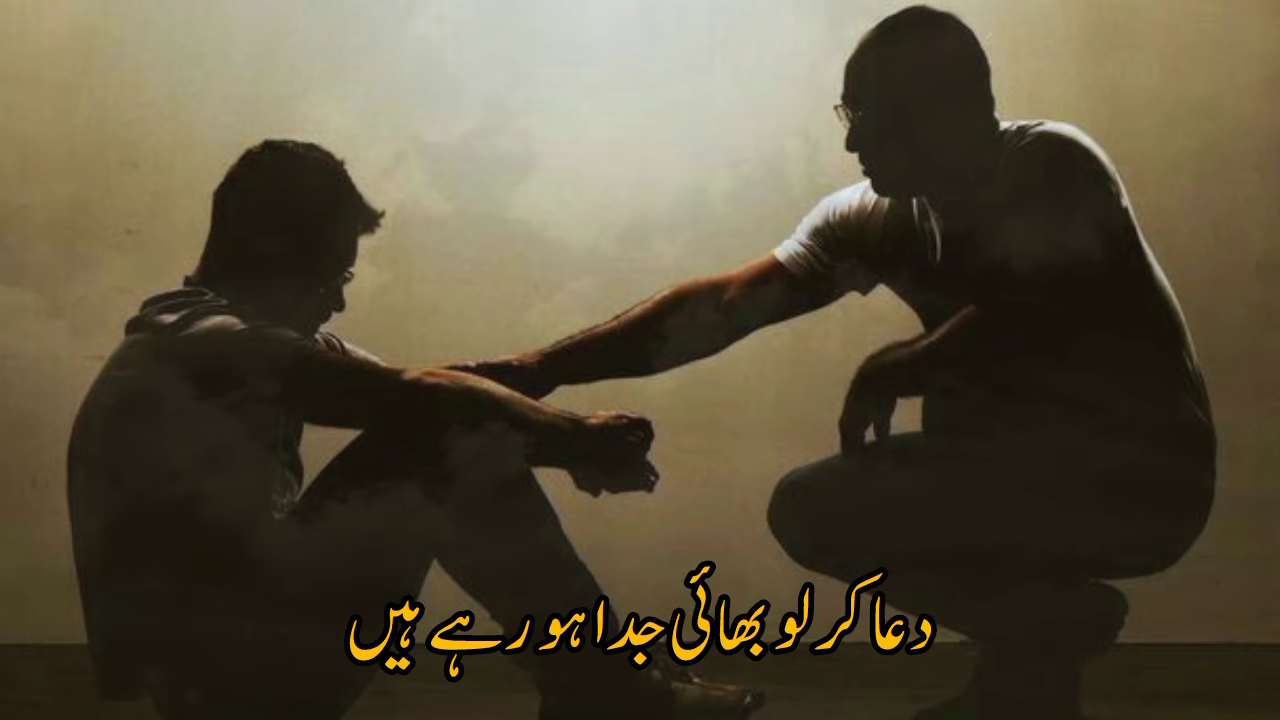 دعا کر لو بھائی جدا ہو رہے ہیں